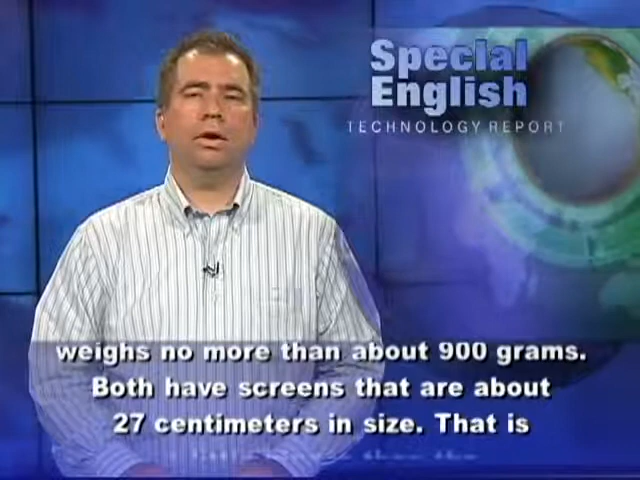 Special
English
TECHNOLOGY REPORT
weighs no more than about 900 grams.
Both have screens that are about
27 centimeters in size. That is